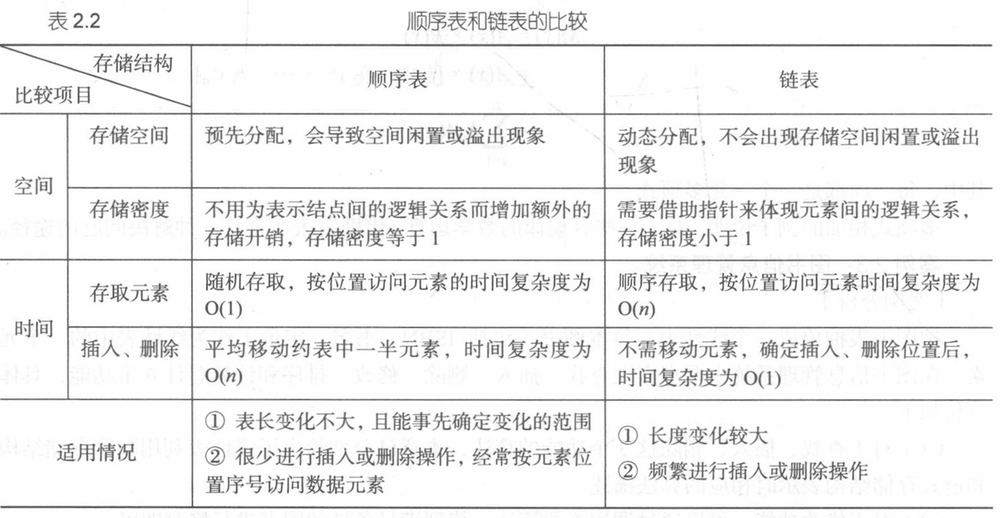 表 2.2 顺序表和链表的比较
存储结构
比较项目
顺序表
链表
空间
存储空间
预先分配，会导致空间闲置或溢出现象
动态分配，不会出现存储空间闲置或溢出
现象
存储密度
不用为表示结点间的逻辑关系而增加额外的
存储开销，存储密度等于 1
需要借助指针来体现元素间的逻辑关系，
存储密度小于 1
时间
存取元素
随机存取，按位置访问元素的时间复杂度为
O(1)
顺序存取，按位置访问元素时间复杂度为
O(n)
插入、删除
平均移动约表中一半元素，时间复杂度为
O(n)
不需移动元素，确定插入、删除位置后，
时间复杂度为 O(1)
适用情况
① 表长变化不大，且能事先确定变化的范围
② 很少进行插入或删除操作，经常按元素位
置序号访问数据元素
① 长度变化较大
② 频繁进行插入或删除操作